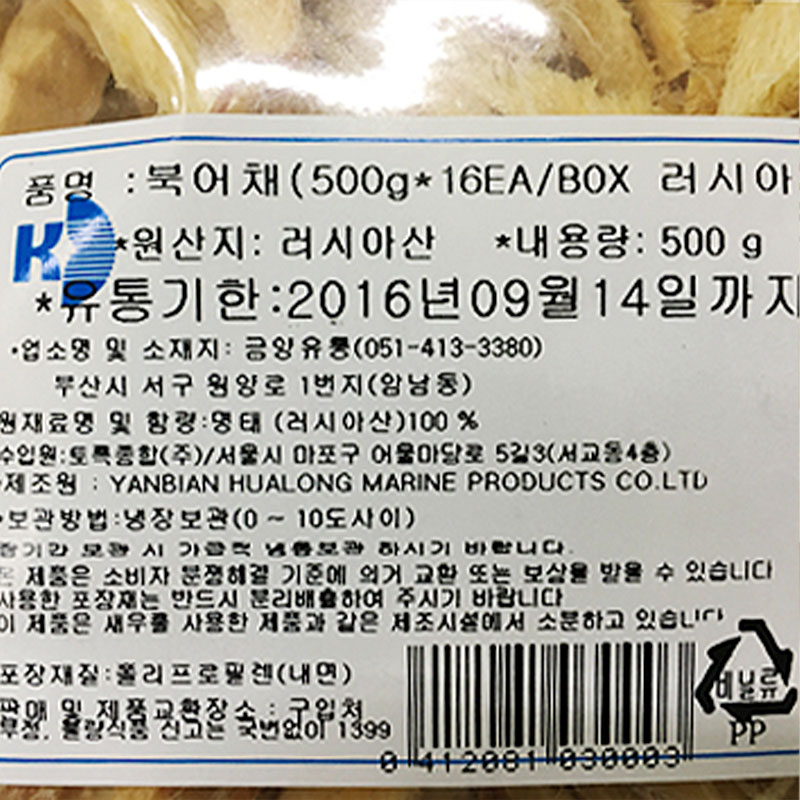 품명 :북어채(500g*16EA/BOX 러시아
K *원산지: 러시아산 *내용량: 500 g
*유통기한:2016년09월14일까지
·업소명 및 소재지: 금양유통(051-413-3380)
부산시 서구 원양로 1번지(암남동)
원재료명 및 함량:명태 (러시아산)100 %
수입원:토륙종합(주)/서울시 마포구 어울마당로 5길3(서교동4층)
·제조원 : YANBIAN HUALONG MARINE PRODUCTS CO.LTD
·보관방법:냉장보관(0 ~ 10도사이)
장기간 보관 시 가급적 냉동보관 하시기 바랍니다.
본 제품은 소비자 분쟁해결 기준에 의거 교환 또는 보상을 받을 수 있습니다
사용한 포장재는 반드시 분리배출하여 주시기 바랍니다
이 제품은 새우를 사용한 제품과 같은 제조시설에서 소분하고 있습니다
포장재질:폴리프로필렌(내면)
판매 및 제품교환장소 : 구입처
부정, 불량식품 신고는 국번없이 1399
0 412081 030003
비닐류
PP